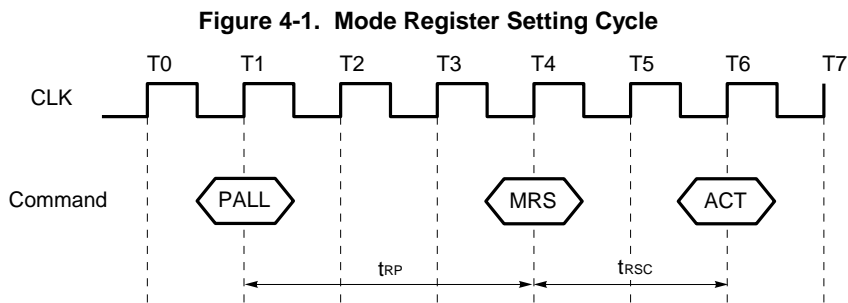 Figure 4-1. Mode Register Setting Cycle
T0 T1 T2 T3 T4 T5 T6 T7
CLK
Command PALL MRS ACT
tRP tRSC